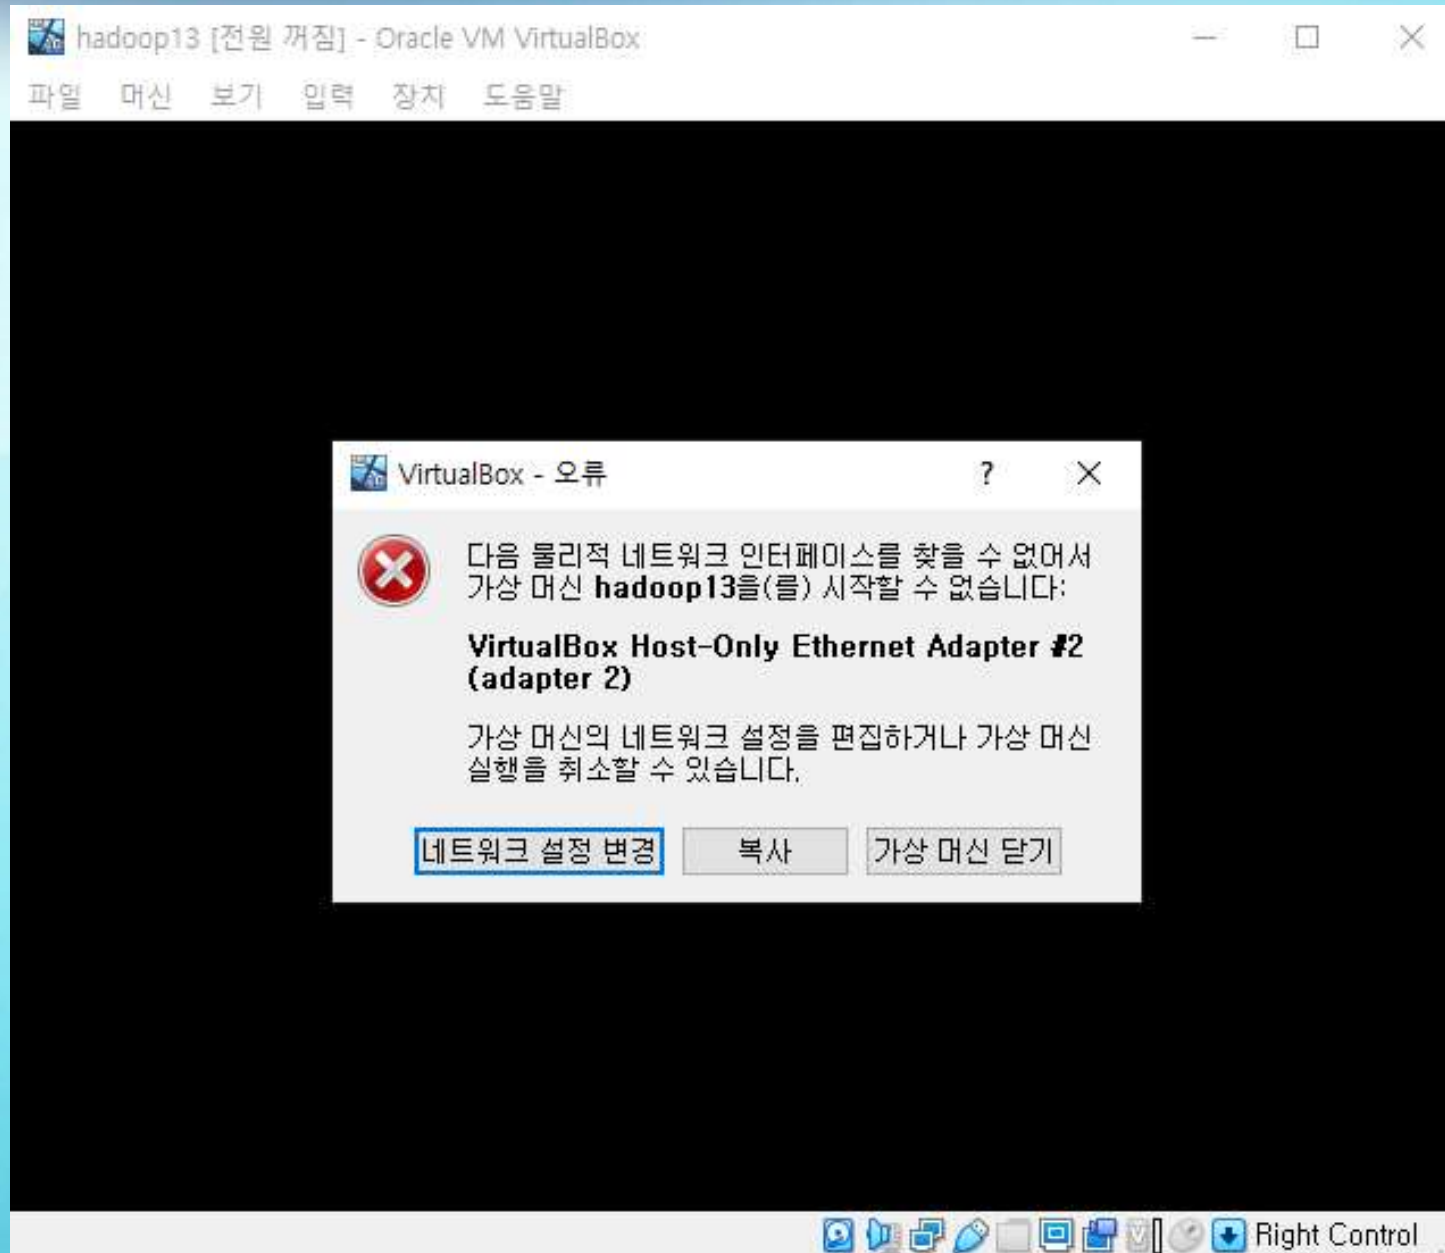 hadoop13 [전원 꺼짐] - Oracle VM VirtualBox
파일 머신 보기 입력 장치 도움말
VirtualBox - 오류
다음 물리적 네트워크 인터페이스를 찾을 수 없어서
가상 머신 hadoop13을(를) 시작할 수 없습니다:
VirtualBox Host-Only Ethernet Adapter #2
(adapter 2)
가상 머신의 네트워크 설정을 편집하거나 가상 머신
실행을 취소할 수 있습니다.
네트워크 설정 변경 복사 가상 머신 닫기
Right Control